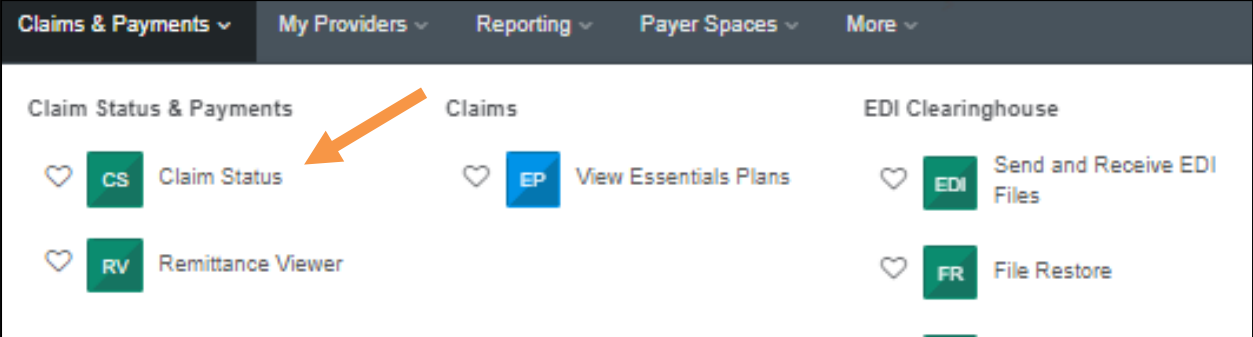 Claims & Payments My Providers Reporting Payer Spaces More
Claim Status & Payments
CS Claim Status
RV Remittance Viewer
Claims
EP View Essentials Plans
EDI Clearinghouse
EDI Send and Receive EDI
Files
FR File Restore